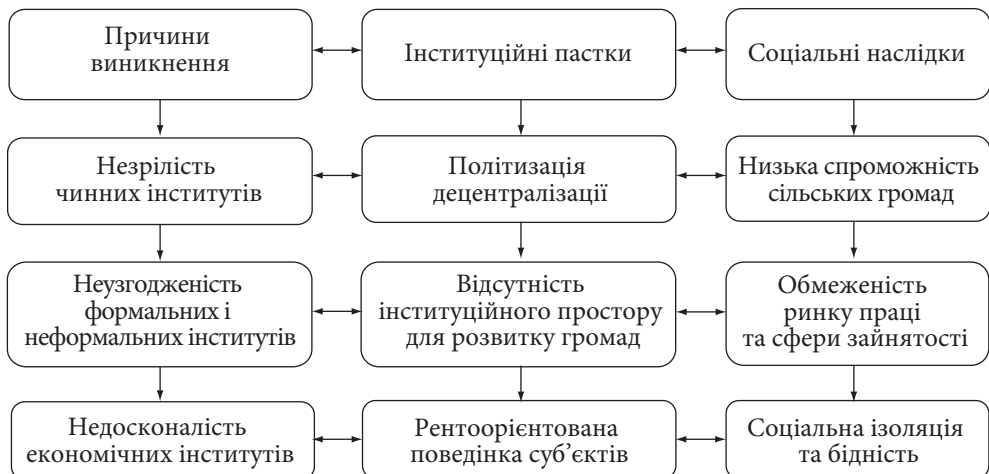 Причини
виникнення
Інституційні пастки
Соціальні наслідки
Незрілість
чинних інститутів
Політизація
децентралізації
Низька спроможність
сільських громад
Неузгодженість
формальних і
неформальних інститутів
Відсутність
інституційного простору
для розвитку громад
Обмеженість
ринку праці
та сфери зайнятості
Недосконалість
економічних інститутів
Рентоорієнтована
поведінка суб’єктів
Соціальна ізоляція
та бідність